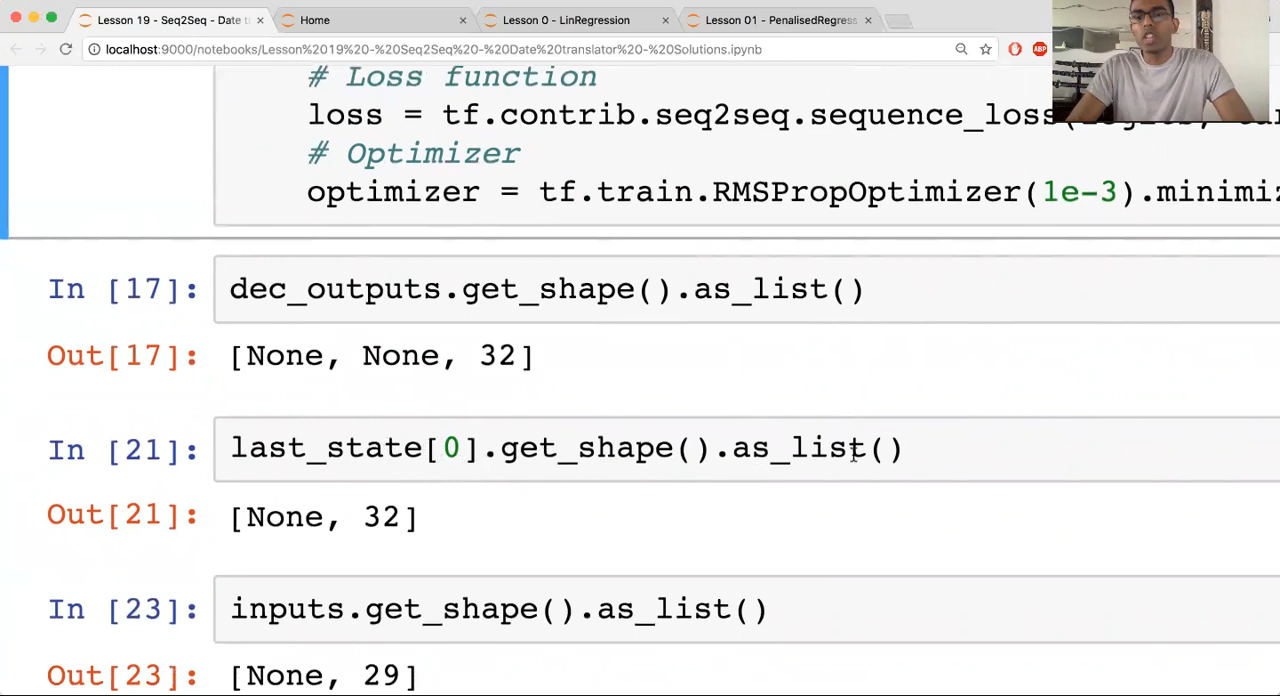 Lesson 19 - Seq2Seq - Date t
Home
Lesson 0 - LinRegression
Lesson 01 - PenalisedRegress
localhost:9000/notebooks/Lesson%2019%20-%20Seq2Seq%20-%20Date%20translator%20-%20Solutions.ipynb
ABP
# Loss function
loss = tf.contrib.seq2seq.sequence_loss(
# Optimizer
optimizer = tf.train.RMSPropOptimizer(1e-3).minimiz
In [17]: dec_outputs.get_shape().as_list()
Out[17]: [None, None, 32]
In [21]: last_state[0].get_shape().as_list()
Out[21]: [None, 32]
In [23]: inputs.get_shape().as_list()
Out[23]: [None, 29]